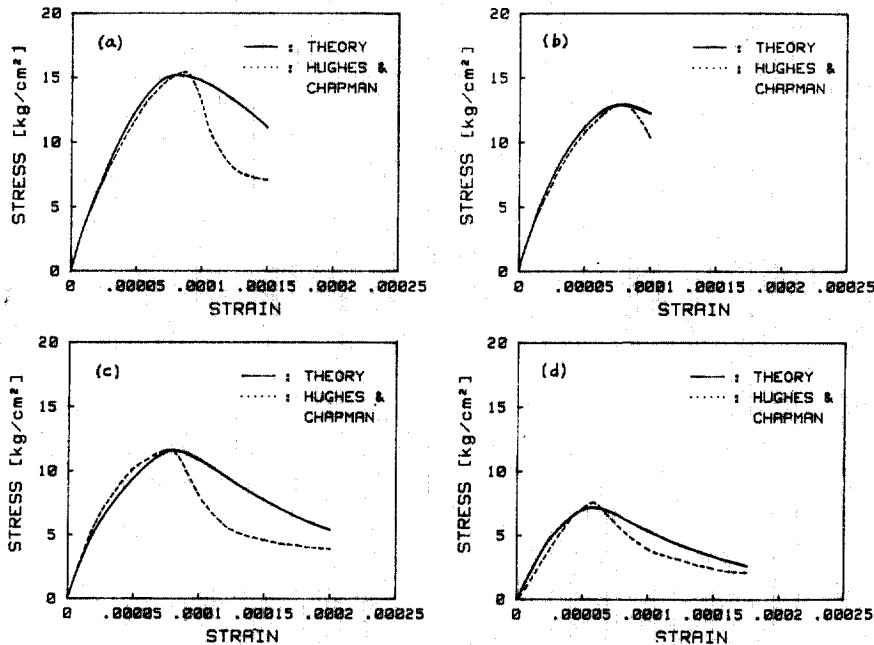 (a)
— : THEORY
······ : HUGHES &
CHAPMAN
STRESS [kg/cm²]
20
15
10
5
0
0 .00005 .0001 .00015 .0002 .00025
STRAIN
(b)
— : THEORY
······ : HUGHES &
CHAPMAN
STRESS [kg/cm²]
20
15
10
5
0
0 .00005 .0001 .00015 .0002 .00025
STRAIN
(c)
— : THEORY
······ : HUGHES &
CHAPMAN
STRESS [kg/cm²]
20
15
10
5
0
0 .00005 .0001 .00015 .0002 .00025
STRAIN
(d)
— : THEORY
······ : HUGHES &
CHAPMAN
STRESS [kg/cm²]
20
15
10
5
0
0 .00005 .0001 .00015 .0002 .00025
STRAIN